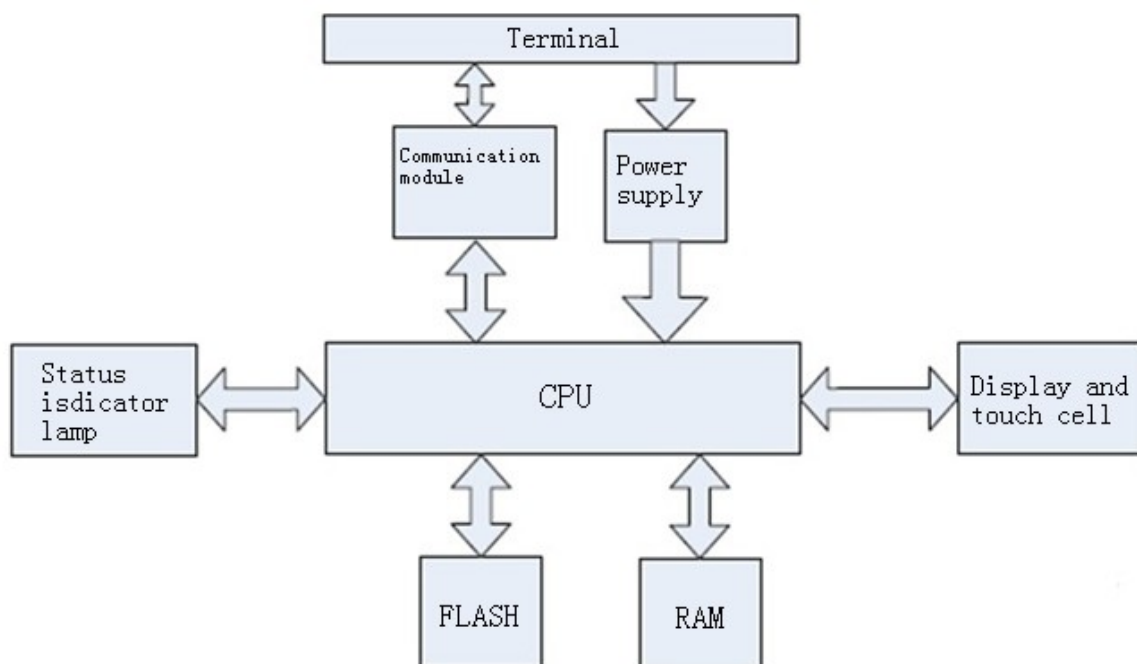 Terminal
Communication
module
Power
supply
Status
isdicator
lamp
CPU
Display and
touch cell
FLASH
RAM